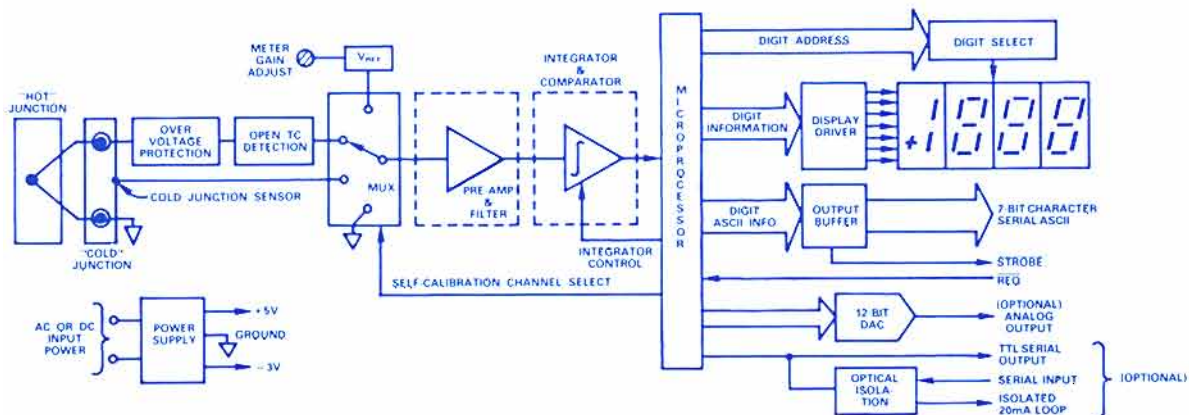 "HOT"
JUNCTION
OVER
VOLTAGE
PROTECTION
OPEN TC
DETECTION
COLD JUNCTION SENSOR
"COLD"
JUNCTION
METER
GAIN
ADJUST
VREF
MUX
PRE-AMP
&
FILTER
INTEGRATOR
&
COMPARATOR
INTEGRATOR
CONTROL
SELF-CALIBRATION CHANNEL SELECT
MICROPROCESSOR
DIGIT ADDRESS
DIGIT SELECT
DIGIT
INFORMATION
DISPLAY
DRIVER
+1888
DIGIT
ASCII INFO
OUTPUT
BUFFER
7-BIT CHARACTER
SERIAL ASCII
STROBE
REQ
12-BIT
DAC
(OPTIONAL)
ANALOG
OUTPUT
TTL SERIAL
OUTPUT
OPTICAL
ISOLA-
TION
SERIAL INPUT
ISOLATED
20mA LOOP
(OPTIONAL)
AC OR DC
INPUT
POWER
POWER
SUPPLY
+5V
GROUND
-3V